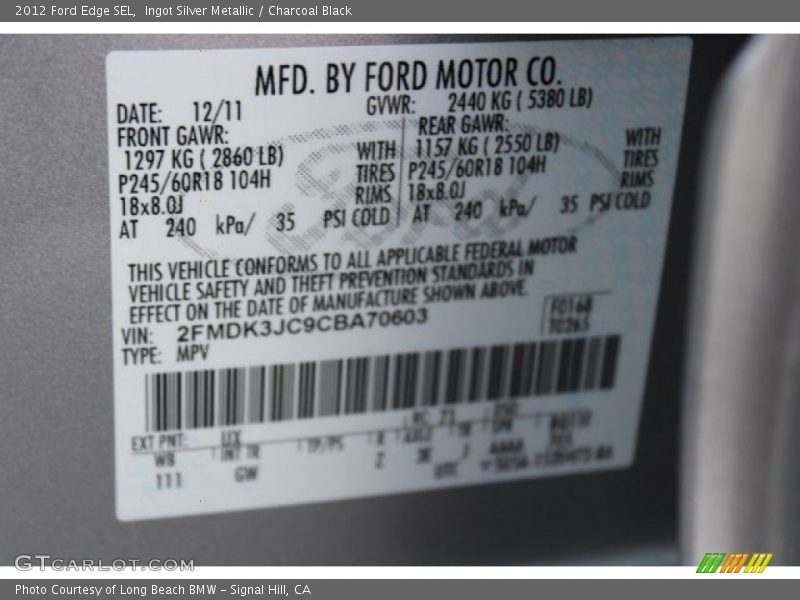 2012 Ford Edge SEL, Ingot Silver Metallic / Charcoal Black
MFD. BY FORD MOTOR CO.
DATE: 12/11 GVWR: 2440 KG ( 5380 LB)
FRONT GAWR: REAR GAWR:
1297 KG ( 2860 LB) WITH 1157 KG ( 2550 LB) WITH
P245/60R18 104H TIRES P245/60R18 104H TIRES
18x8.0J RIMS 18x8.0J RIMS
AT 240 kPa/ 35 PSI COLD AT 240 kPa/ 35 PSI COLD
THIS VEHICLE CONFORMS TO ALL APPLICABLE FEDERAL MOTOR
VEHICLE SAFETY AND THEFT PREVENTION STANDARDS IN
EFFECT ON THE DATE OF MANUFACTURE SHOWN ABOVE.
VIN: 2FMDK3JC9CBA70603 F0168
TYPE: MPV T0265
EXT PNT: UX
WB INT TR TP/PS R
111 GW
GTCARLOT.COM
Photo Courtesy of Long Beach BMW - Signal Hill, CA